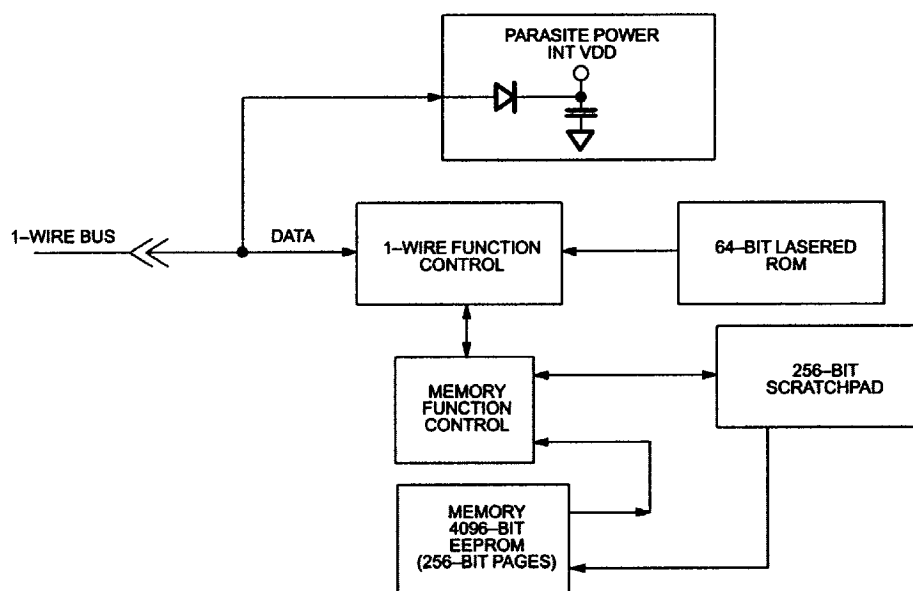 PARASITE POWER
INT VDD
1–WIRE BUS
DATA
1–WIRE FUNCTION
CONTROL
64–BIT LASERED
ROM
MEMORY
FUNCTION
CONTROL
256–BIT
SCRATCHPAD
MEMORY
4096–BIT
EEPROM
(256–BIT PAGES)